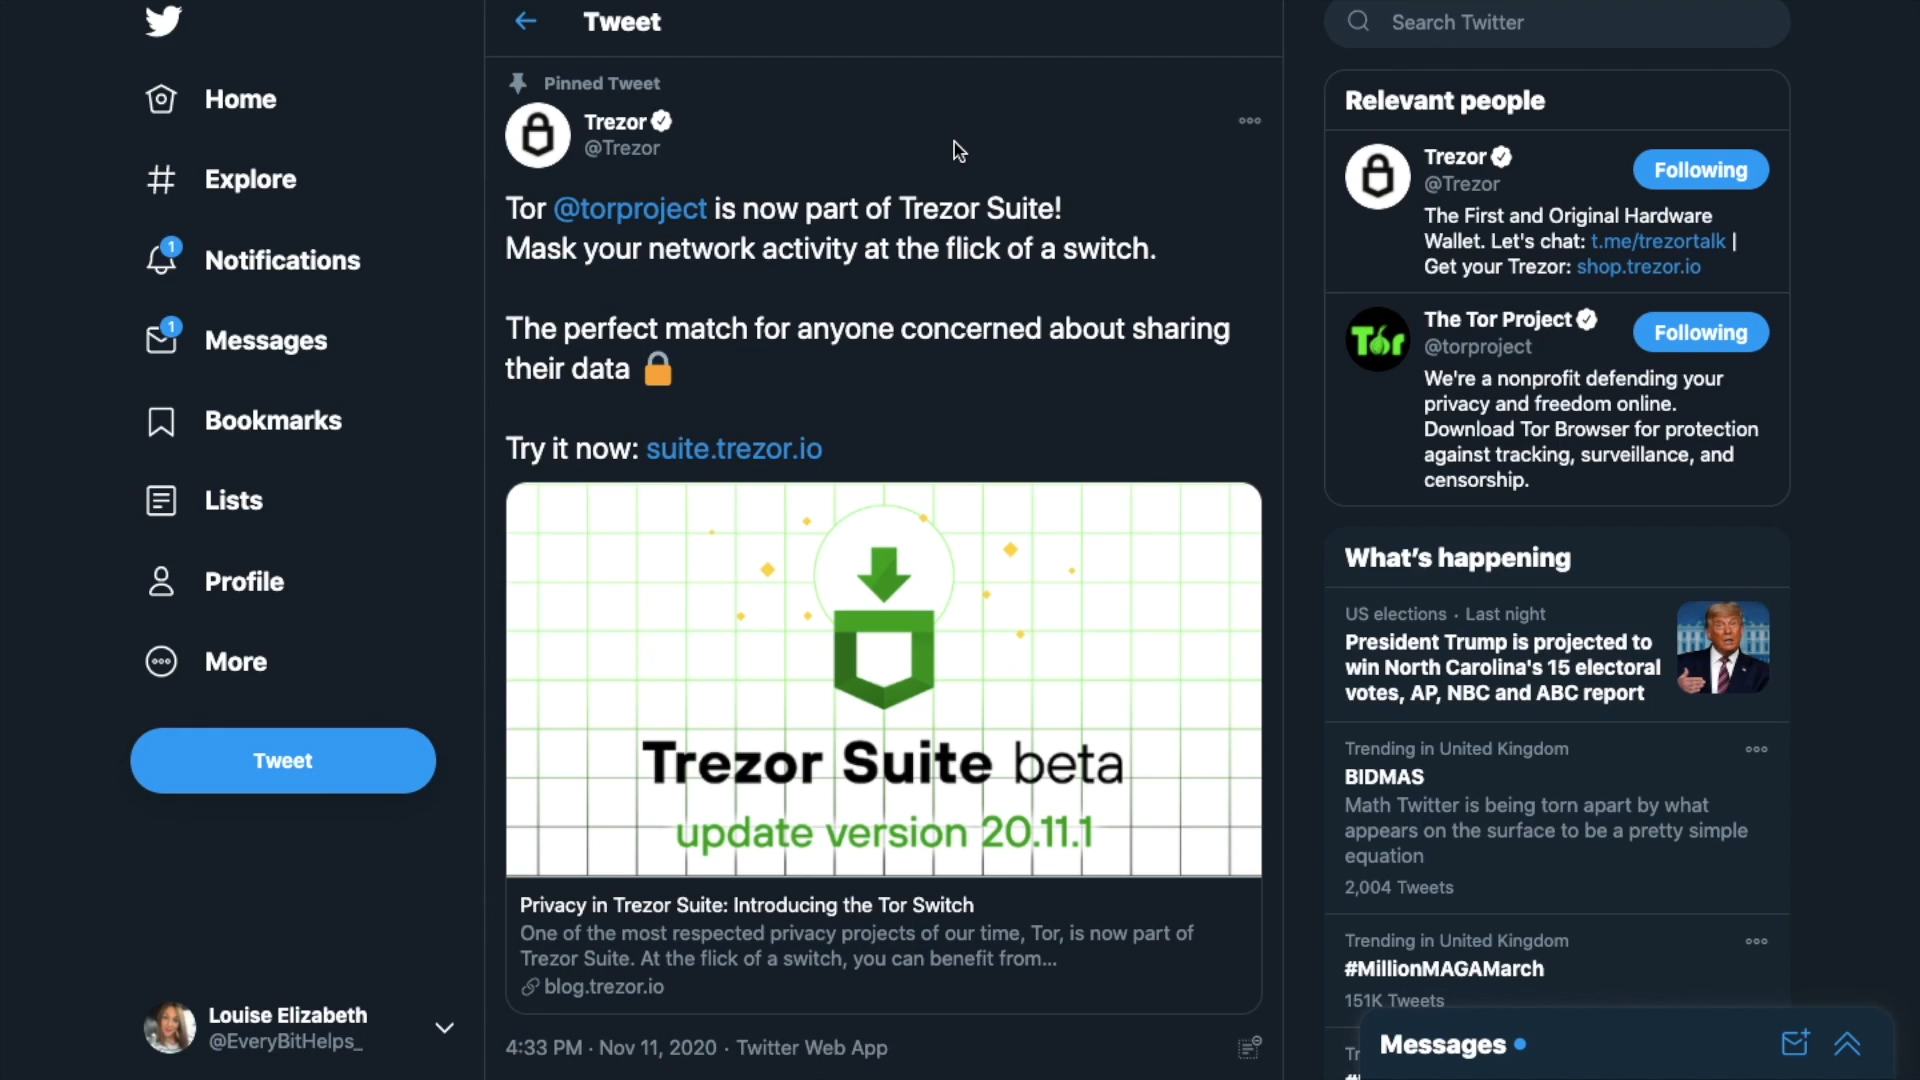 Home
Explore
1
Notifications
1
Messages
Bookmarks
Lists
Profile
More
Tweet
Louise Elizabeth
@EveryBitHelps_
Tweet
Pinned Tweet
Trezor
@Trezor
Tor @torproject is now part of Trezor Suite!
Mask your network activity at the flick of a switch.
The perfect match for anyone concerned about sharing
their data
Try it now: suite.trezor.io
Trezor Suite beta
update version 20.11.1
Privacy in Trezor Suite: Introducing the Tor Switch
One of the most respected privacy projects of our time, Tor, is now part of
Trezor Suite. At the flick of a switch, you can benefit from...
blog.trezor.io
4:33 PM · Nov 11, 2020 · Twitter Web App
Search Twitter
Relevant people
Trezor
Following
@Trezor
The First and Original Hardware
Wallet. Let's chat: t.me/trezortalk |
Get your Trezor: shop.trezor.io
Tor
The Tor Project
Following
@torproject
We're a nonprofit defending your
privacy and freedom online.
Download Tor Browser for protection
against tracking, surveillance, and
censorship.
What's happening
US elections · Last night
President Trump is projected to
win North Carolina's 15 electoral
votes, AP, NBC and ABC report
Trending in United Kingdom
BIDMAS
Math Twitter is being torn apart by what
appears on the surface to be a pretty simple
equation
2,004 Tweets
Trending in United Kingdom
#MillionMAGAMarch
151K Tweets
Messages